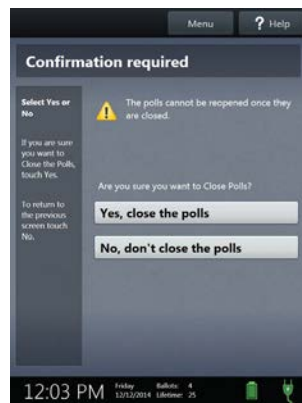 Menu
? Help
Confirmation required
Select Yes or
No
If you are sure
you want to
Close the Polls,
touch Yes.
To return to
the previous
screen touch
No.
The polls cannot be reopened once they
are closed.
Are you sure you want to Close Polls?
Yes, close the polls
No, don't close the polls
12:03 PM
Friday
12/12/2014
Ballots: 4
Lifetime: 25